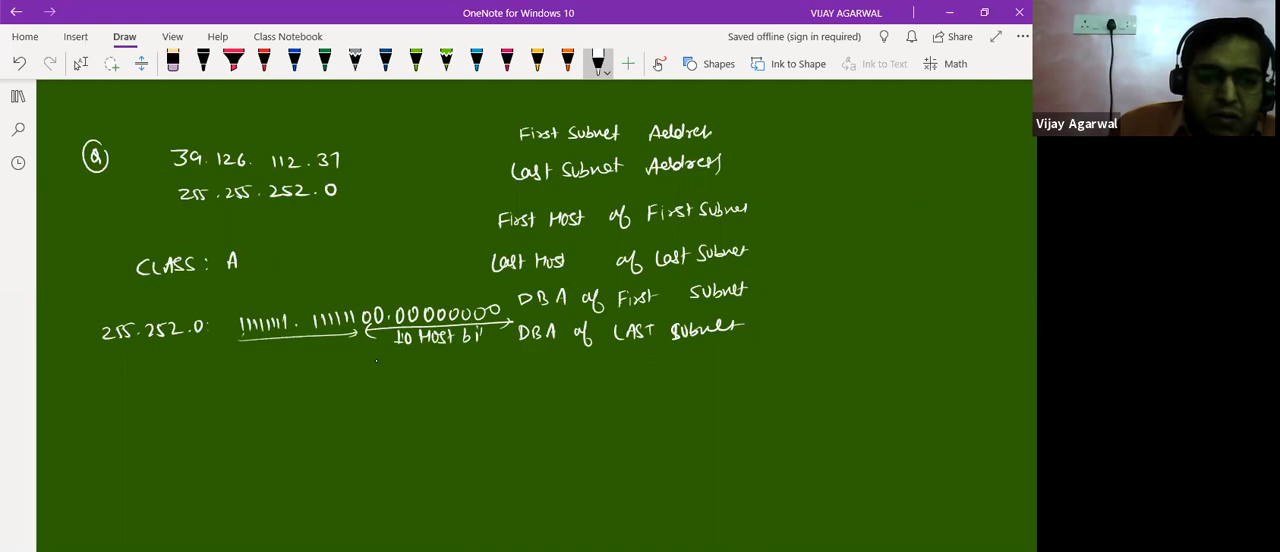 OneNote for Windows 10
VIJAY AGARWAL
Home Insert Draw View Help Class Notebook
Saved offline (sign in required)
Share
Shapes Ink to Shape Ink to Text Math
Vijay Agarwal
Q
39.126. 112.37
255.255.252.0
First Subnet Address
Last Subnet Address
First Host of First Subnet
Last Host of Last Subnet
DBA of First Subnet
DBA of LAST Subnet
CLASS: A
255.252.0: 11111111. 11111100.00000000
10 Host bit